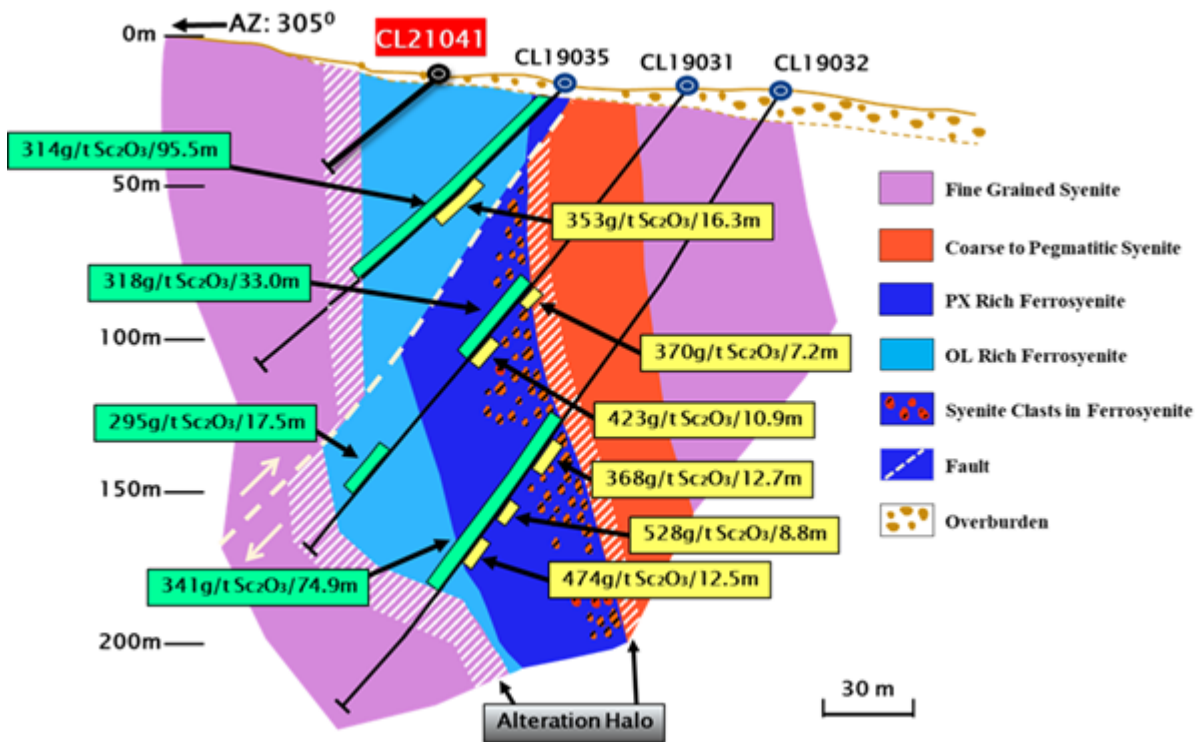 0m
AZ: 305⁰
CL21041
CL19035
CL19031
CL19032
314g/t Sc₂O₃/95.5m
50m
353g/t Sc₂O₃/16.3m
318g/t Sc₂O₃/33.0m
100m
370g/t Sc₂O₃/7.2m
295g/t Sc₂O₃/17.5m
423g/t Sc₂O₃/10.9m
368g/t Sc₂O₃/12.7m
150m
528g/t Sc₂O₃/8.8m
341g/t Sc₂O₃/74.9m
474g/t Sc₂O₃/12.5m
200m
Alteration Halo
30 m
Fine Grained Syenite
Coarse to Pegmatitic Syenite
PX Rich Ferrosyenite
OL Rich Ferrosyenite
Syenite Clasts in Ferrosyenite
Fault
Overburden